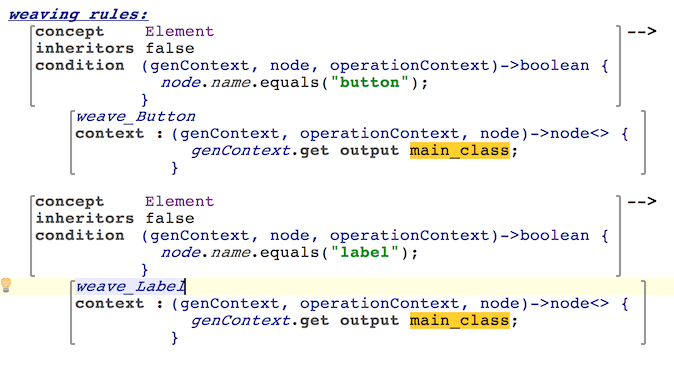 weaving rules:
concept Element -->
inheritors false
condition (genContext, node, operationContext)->boolean {
node.name.equals("button");
}
weave_Button
context : (genContext, operationContext, node)->node<> {
genContext.get output main_class;
}
concept Element -->
inheritors false
condition (genContext, node, operationContext)->boolean {
node.name.equals("label");
}
weave_Label
context : (genContext, operationContext, node)->node<> {
genContext.get output main_class;
}